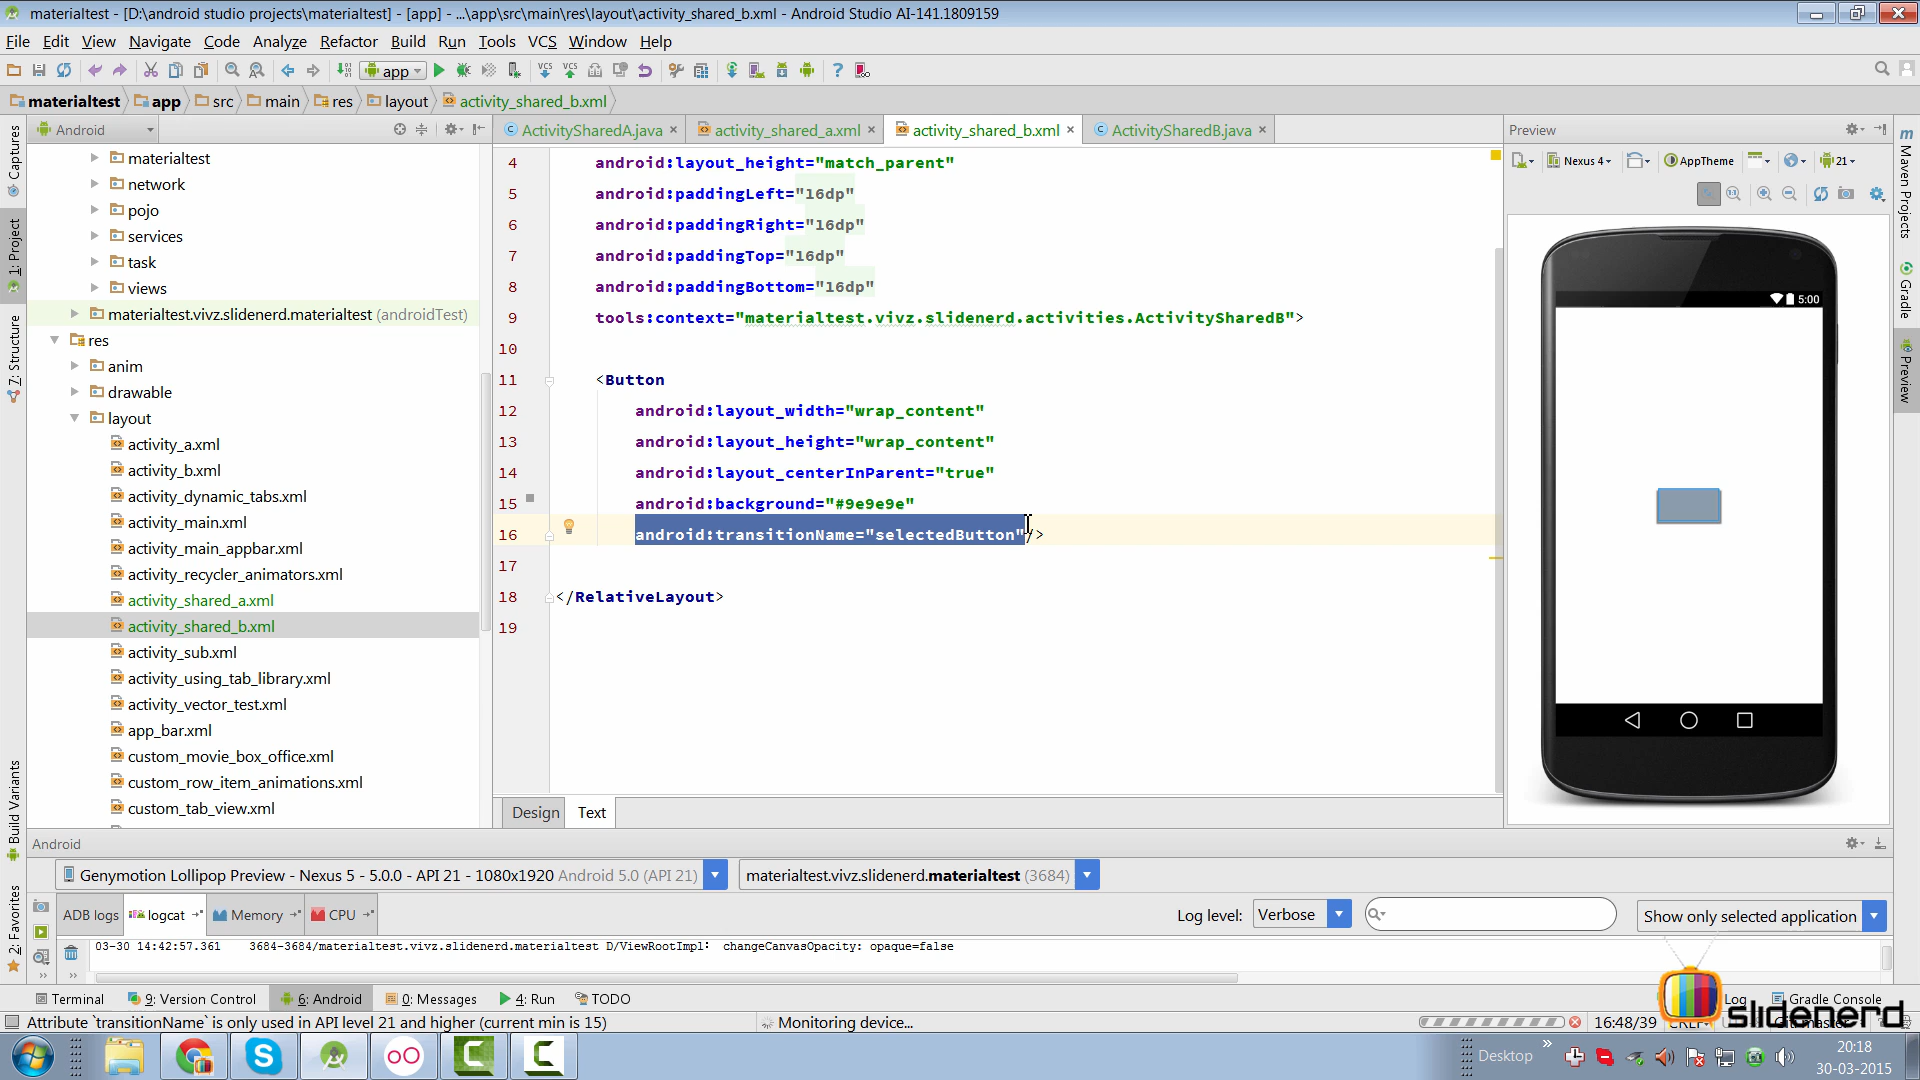 materialtest - [D:\android studio projects\materialtest] - [app] - ...\app\src\main\res\layout\activity_shared_b.xml - Android Studio AI-141.1809159
File Edit View Navigate Code Analyze Refactor Build Run Tools VCS Window Help
app
materialtest app src main res layout activity_shared_b.xml
Android
ActivitySharedA.java activity_shared_a.xml activity_shared_b.xml ActivitySharedB.java
Preview
Nexus 4 AppTheme 21
Captures
1: Project
7: Structure
Build Variants
2: Favorites
materialtest
network
pojo
services
task
views
materialtest.vivz.slidenerd.materialtest (androidTest)
res
anim
drawable
layout
activity_a.xml
activity_b.xml
activity_dynamic_tabs.xml
activity_main.xml
activity_main_appbar.xml
activity_recycler_animators.xml
activity_shared_a.xml
activity_shared_b.xml
activity_sub.xml
activity_using_tab_library.xml
activity_vector_test.xml
app_bar.xml
custom_movie_box_office.xml
custom_row_item_animations.xml
custom_tab_view.xml
4 android:layout_height="match_parent"
5 android:paddingLeft="16dp"
6 android:paddingRight="16dp"
7 android:paddingTop="16dp"
8 android:paddingBottom="16dp"
9 tools:context="materialtest.vivz.slidenerd.activities.ActivitySharedB">
10
11 <Button
12 android:layout_width="wrap_content"
13 android:layout_height="wrap_content"
14 android:layout_centerInParent="true"
15 android:background="#9e9e9e"
16 android:transitionName="selectedButton"/>
17
18 </RelativeLayout>
19
Design Text
5:00
Maven Projects
Gradle
Preview
Android
Genymotion Lollipop Preview - Nexus 5 - 5.0.0 - API 21 - 1080x1920 Android 5.0 (API 21)
materialtest.vivz.slidenerd.materialtest (3684)
ADB logs logcat Memory CPU
Log level: Verbose
Show only selected application
03-30 14:42:57.361 3684-3684/materialtest.vivz.slidenerd.materialtest D/ViewRootImpl: changeCanvasOpacity: opaque=false
Terminal 9: Version Control 6: Android 0: Messages 4: Run TODO
Log Gradle Console
Attribute `transitionName` is only used in API level 21 and higher (current min is 15)
Monitoring device...
16:48/39
slidenerd
Desktop
20:18
30-03-2015